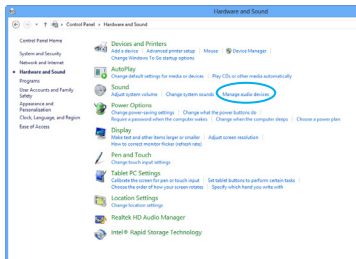 Hardware and Sound
Control Panel ▸ Hardware and Sound
Control Panel Home
System and Security
Network and Internet
Hardware and Sound
Programs
User Accounts and Family
Safety
Appearance and
Personalization
Clock, Language, and Region
Ease of Access
Devices and Printers
Add a device | Advanced printer setup | Mouse | Device Manager
Change Windows To Go startup options
AutoPlay
Change default settings for media or devices | Play CDs or other media automatically
Sound
Adjust system volume | Change system sounds | Manage audio devices
Power Options
Change power-saving settings | Change what the power buttons do
Require a password when the computer wakes | Change when the computer sleeps | Choose a power plan
Display
Make text and other items larger or smaller | Adjust screen resolution
How to correct monitor flicker (refresh rate)
Pen and Touch
Change touch input settings
Tablet PC Settings
Calibrate the screen for pen or touch input | Set tablet buttons to perform certain tasks
Choose the order of how your screen rotates | Specify which hand you write with
Location Settings
Change location settings
Realtek HD Audio Manager
Intel® Rapid Storage Technology